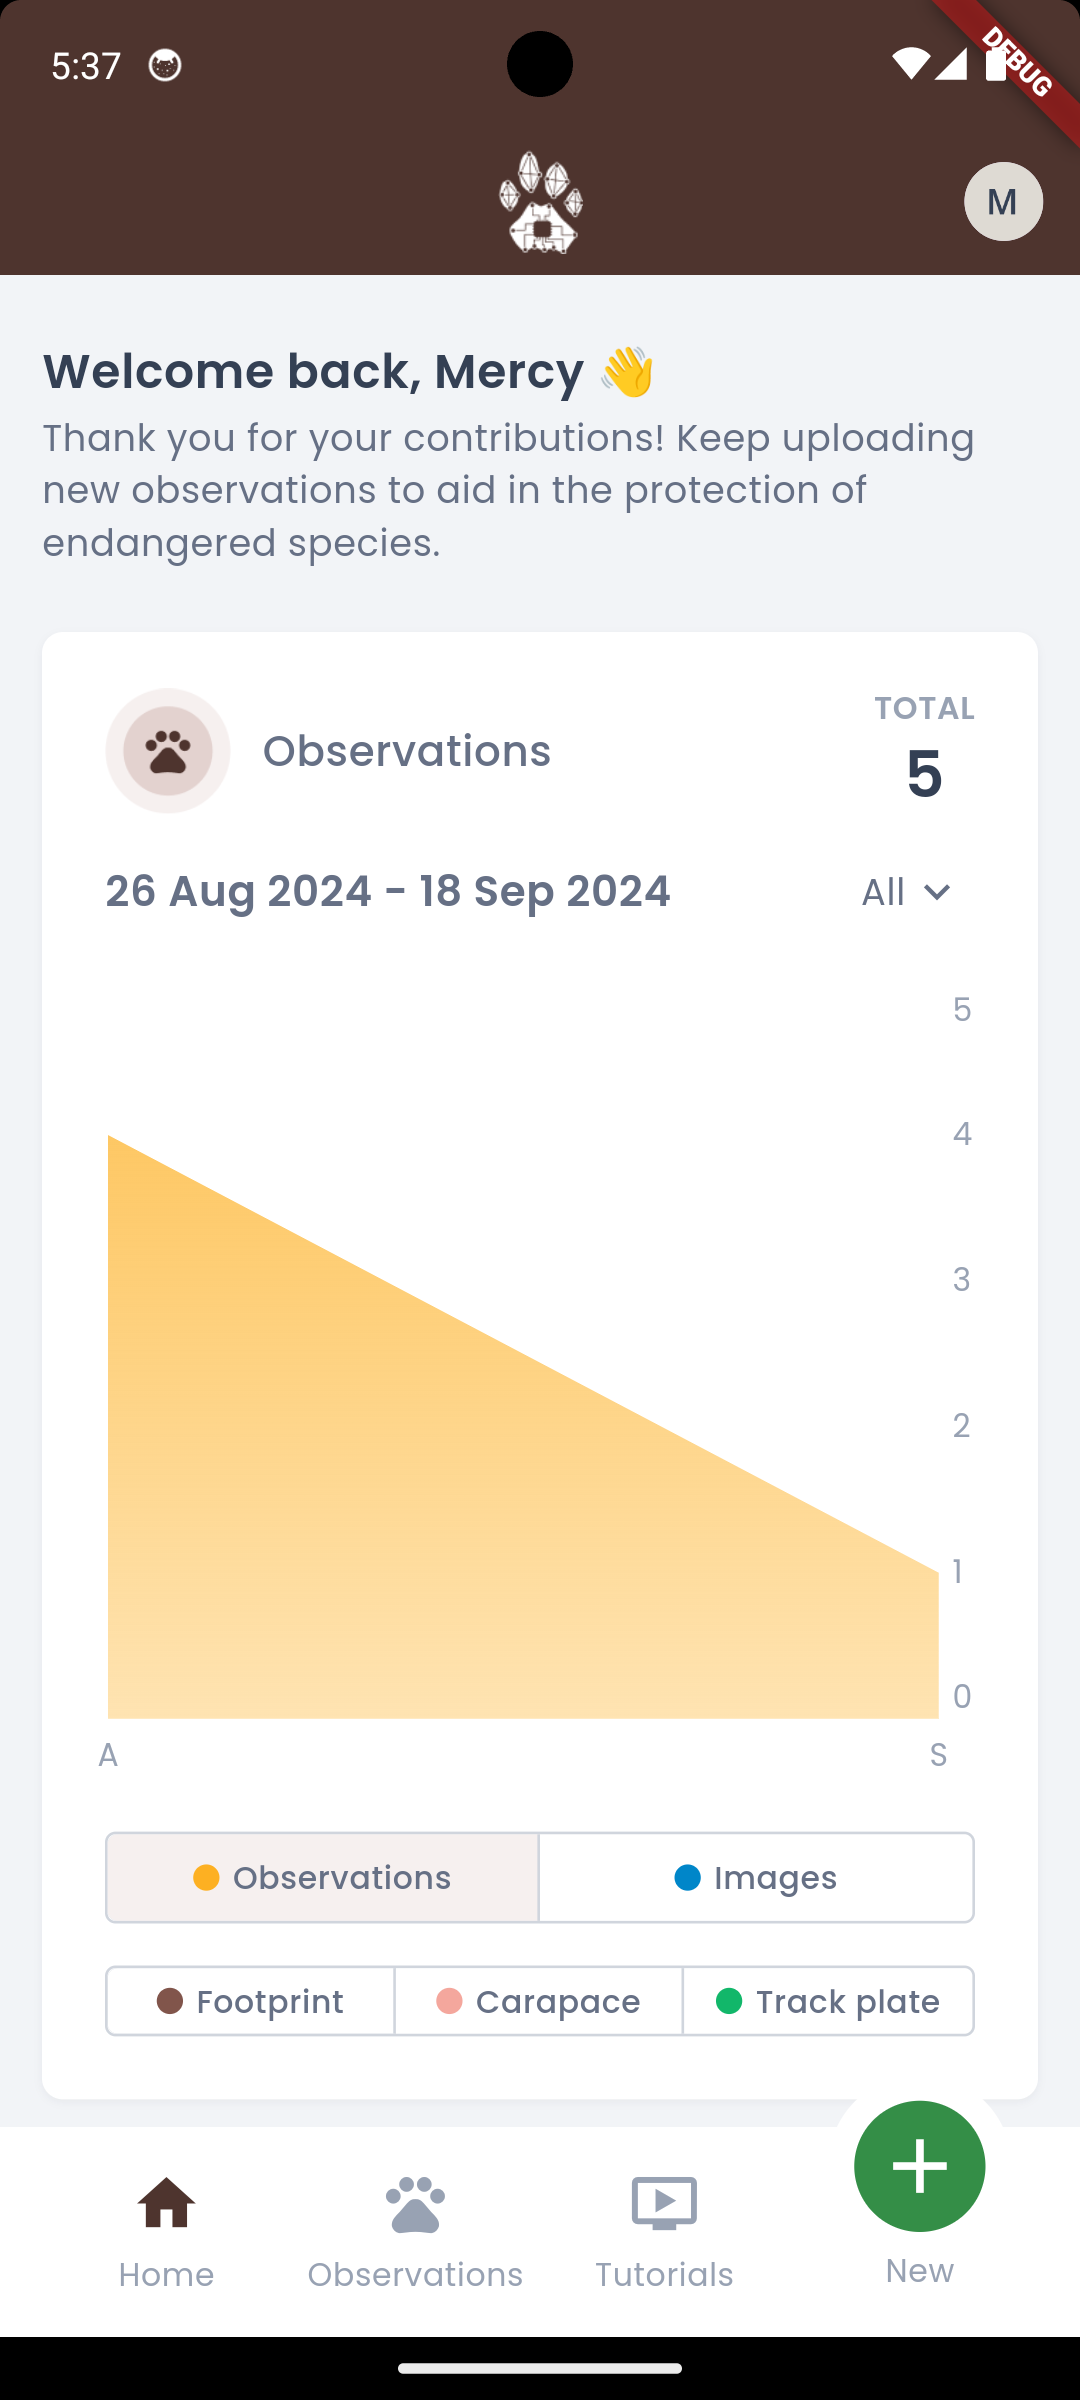 5:37
DEBUG
M
Welcome back, Mercy 👋
Thank you for your contributions! Keep uploading
new observations to aid in the protection of
endangered species.
Observations
TOTAL
5
26 Aug 2024 - 18 Sep 2024
All
5
4
3
2
1
0
A
S
Observations
Images
Footprint
Carapace
Track plate
Home
Observations
Tutorials
New